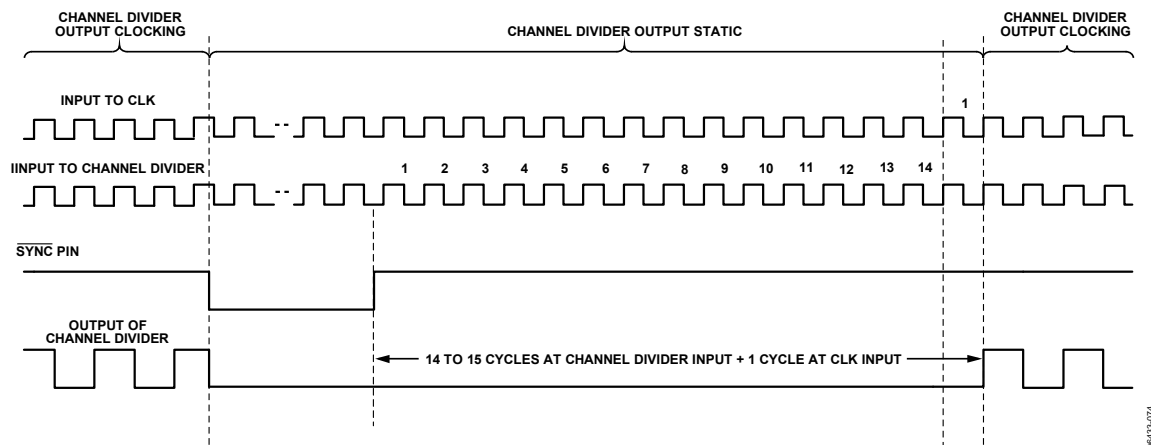 CHANNEL DIVIDER
OUTPUT CLOCKING
CHANNEL DIVIDER OUTPUT STATIC
CHANNEL DIVIDER
OUTPUT CLOCKING
INPUT TO CLK
1
IINPUT TO CHANNEL DIVIDER
1 2 3 4 5 6 7 8 9 10 11 12 13 14
SYNC PIN
OUTPUT OF
CHANNEL DIVIDER
14 TO 15 CYCLES AT CHANNEL DIVIDER INPUT + 1 CYCLE AT CLK INPUT